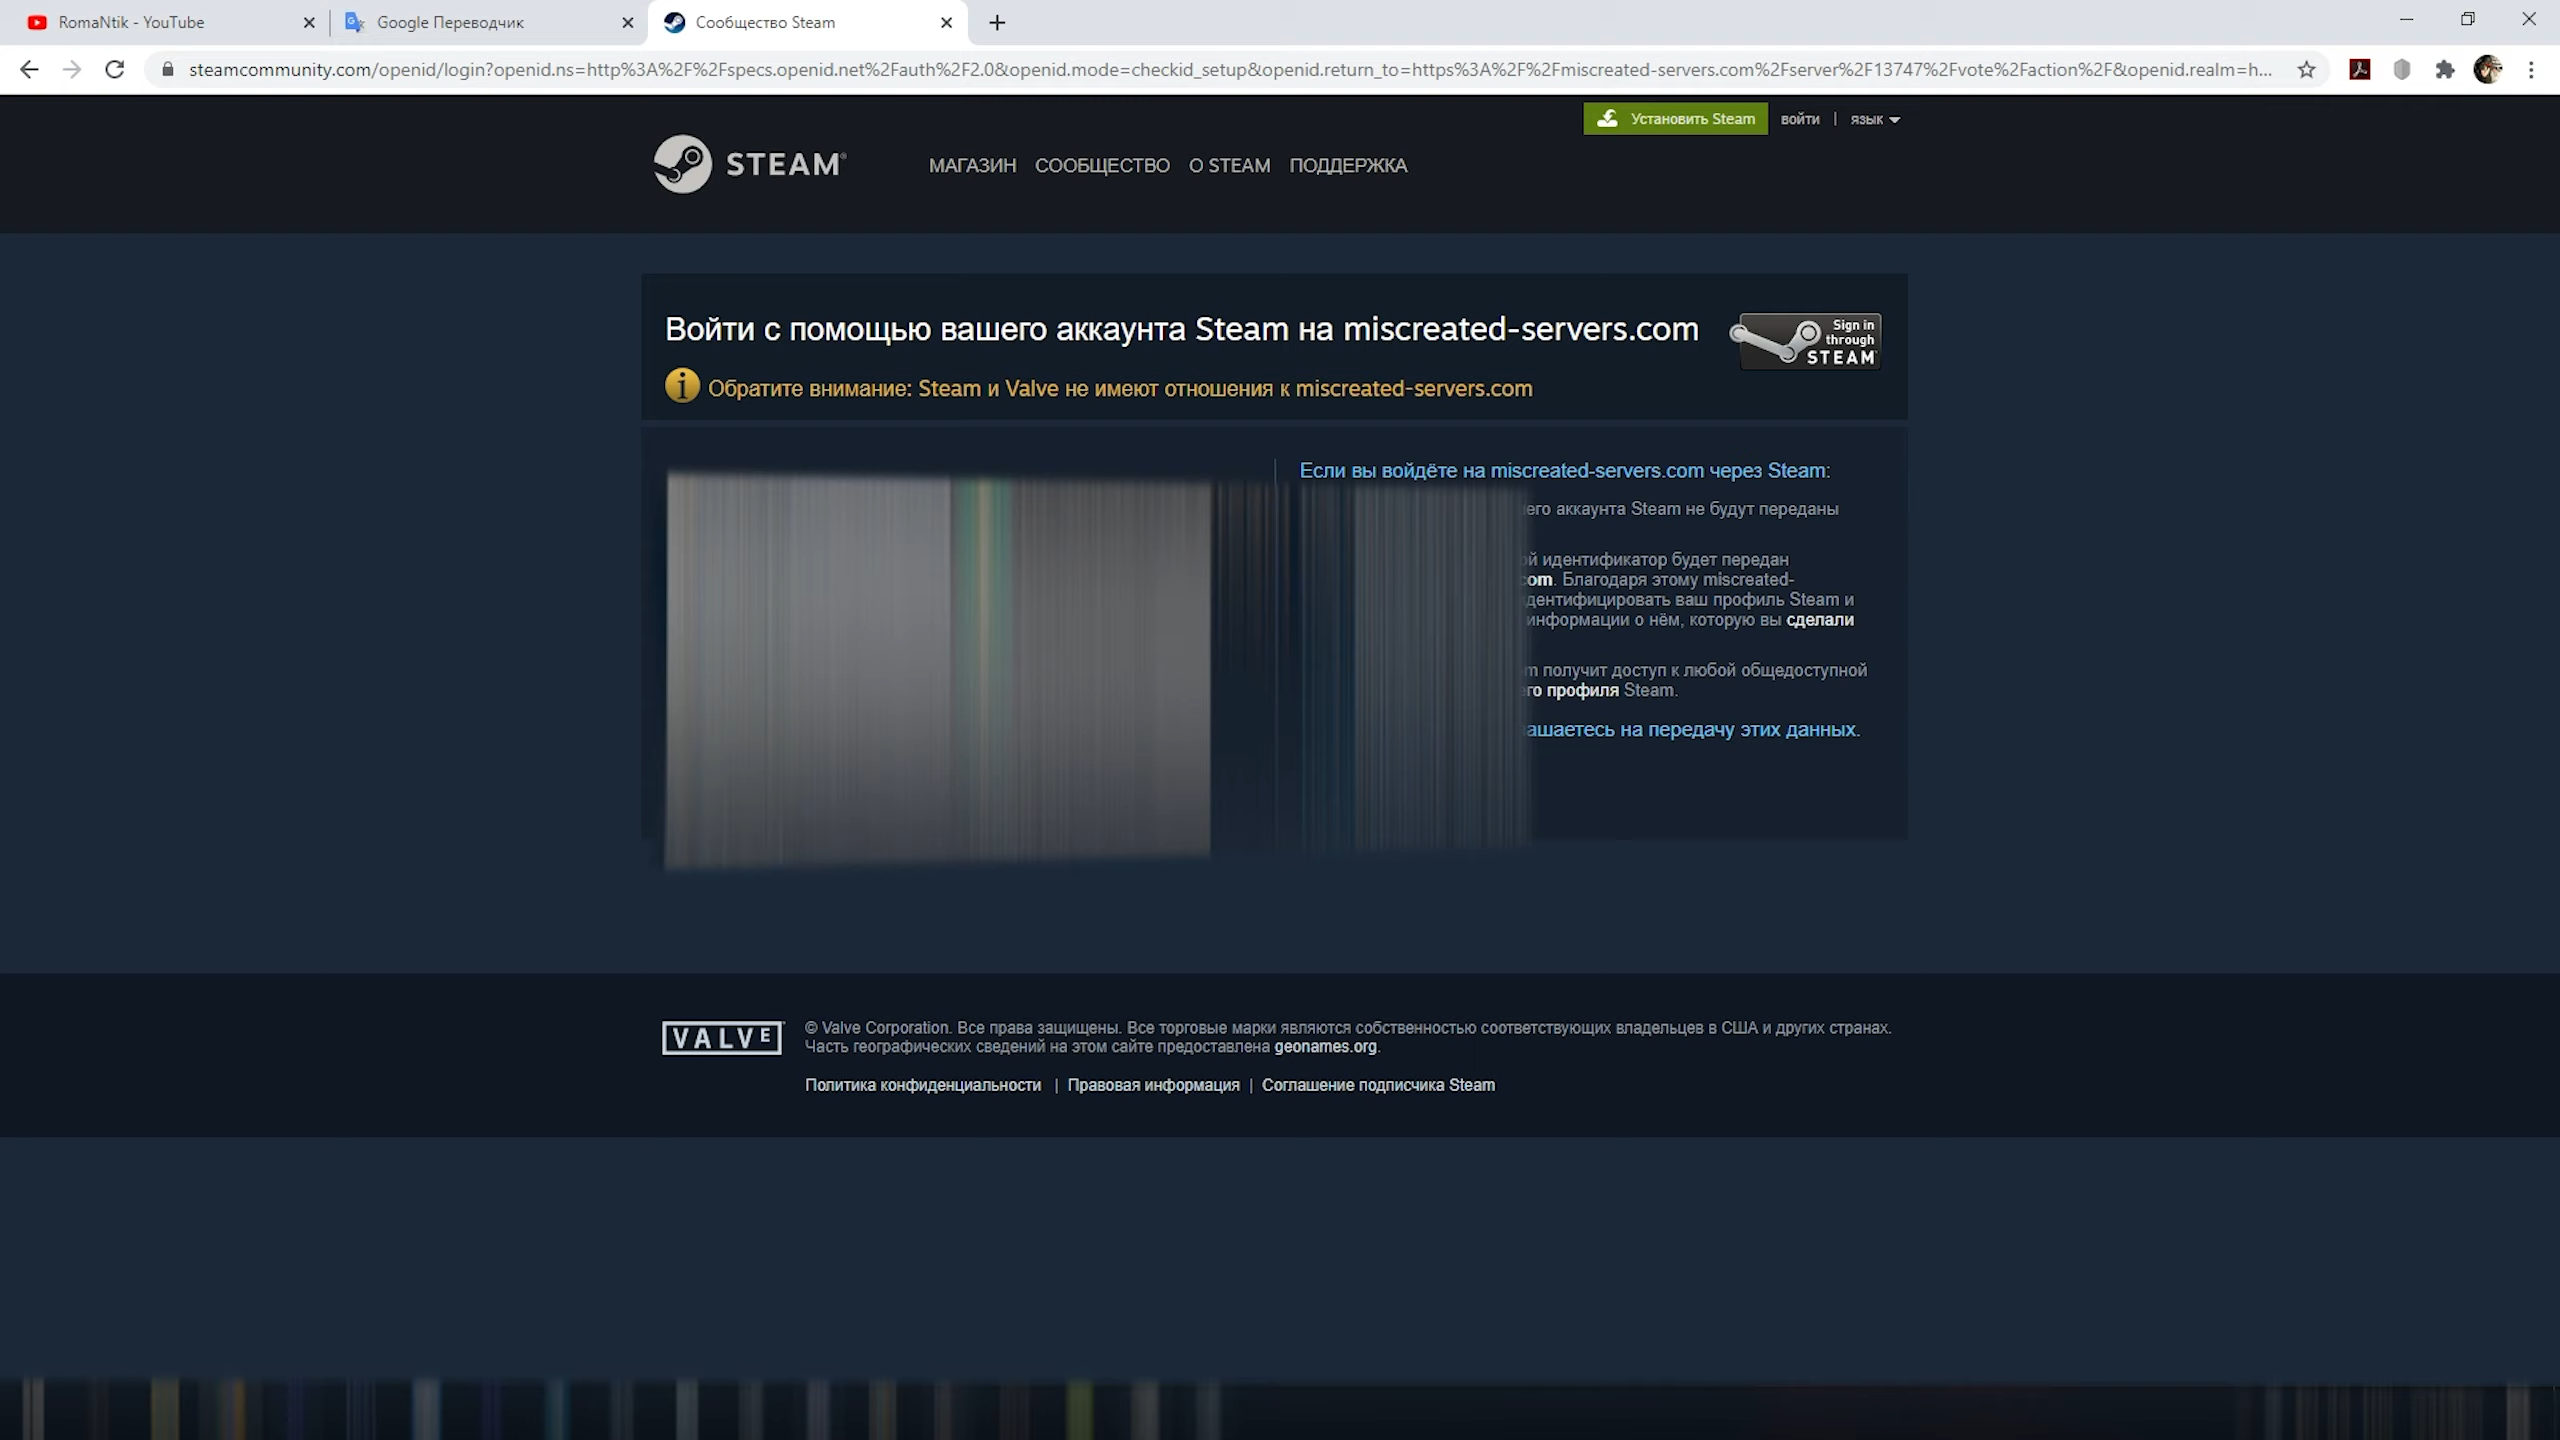 RomaNtik - YouTube
Google Переводчик
Сообщество Steam
steamcommunity.com/openid/login?openid.ns=http%3A%2F%2Fspecs.openid.net%2Fauth%2F2.0&openid.mode=checkid_setup&openid.return_to=https%3A%2F%2Fmiscreated-servers.com%2Fserver%2F13747%2Fvote%2Faction%2F&openid.realm=h...
Установить Steam
войти | язык
STEAM®
МАГАЗИН СООБЩЕСТВО О STEAM ПОДДЕРЖКА
Войти с помощью вашего аккаунта Steam на miscreated-servers.com
Sign in
through
STEAM
Обратите внимание: Steam и Valve не имеют отношения к miscreated-servers.com
Если вы войдёте на miscreated-servers.com через Steam:
аккаунта Steam не будут переданы
идентификатор будет передан
. Благодаря этому miscreated-
ваш профиль Steam и
информации о нём, которую вы сделали
получит доступ к любой общедоступной
профиля Steam.
на передачу этих данных.
VALVE
© Valve Corporation. Все права защищены. Все торговые марки являются собственностью соответствующих владельцев в США и других странах.
Часть географических сведений на этом сайте предоставлена geonames.org.
Политика конфиденциальности | Правовая информация | Соглашение подписчика Steam